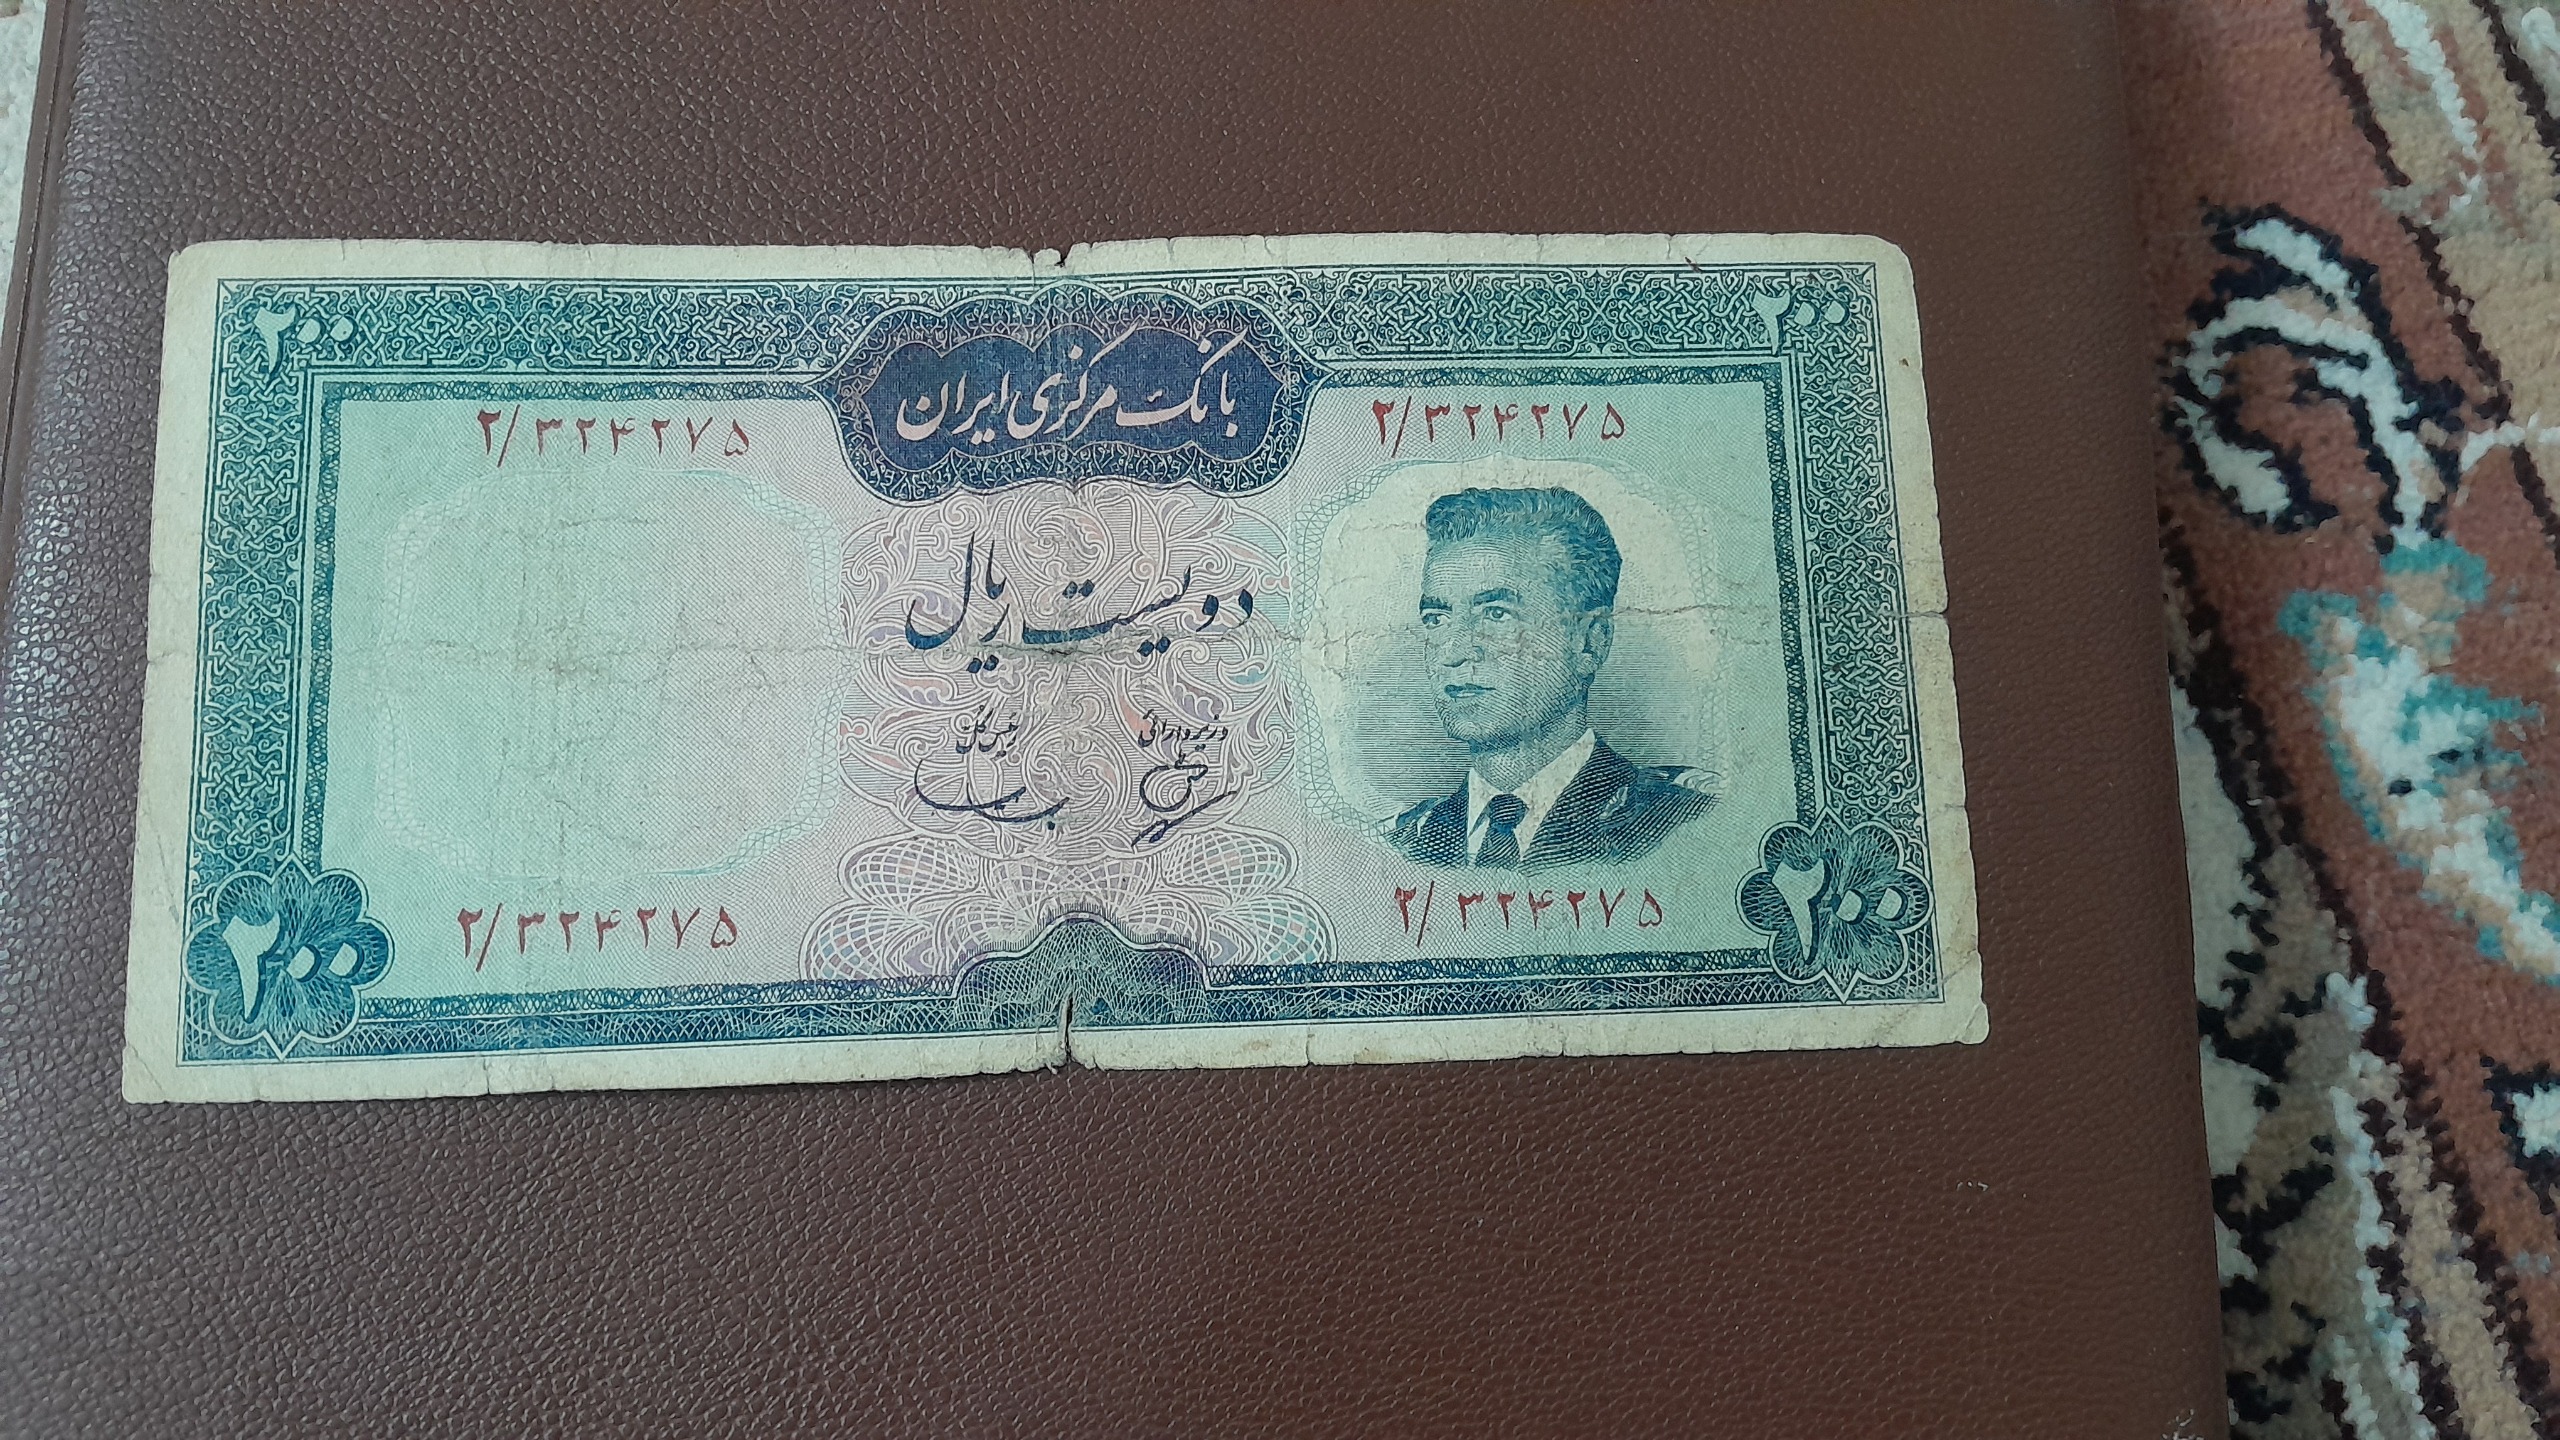 ۲۰۰
۲۰۰
بانک مرکزی ایران
۲/۳۲۴۲۷۵
۲/۳۲۴۲۷۵
دویست ریال
وزیر دارائی
رئیس کل
۲/۳۲۴۲۷۵
۲/۳۲۴۲۷۵
۲۰۰
۲۰۰